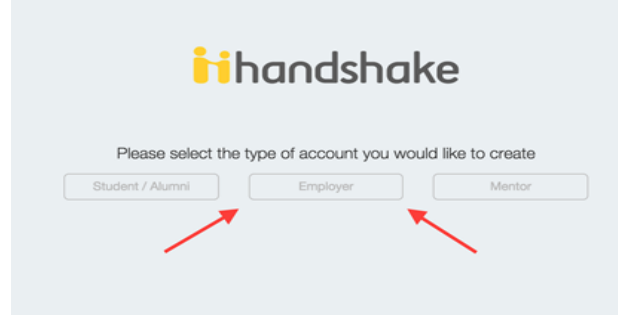 handshake
Please select the type of account you would like to create
Student / Alumni Employer Mentor